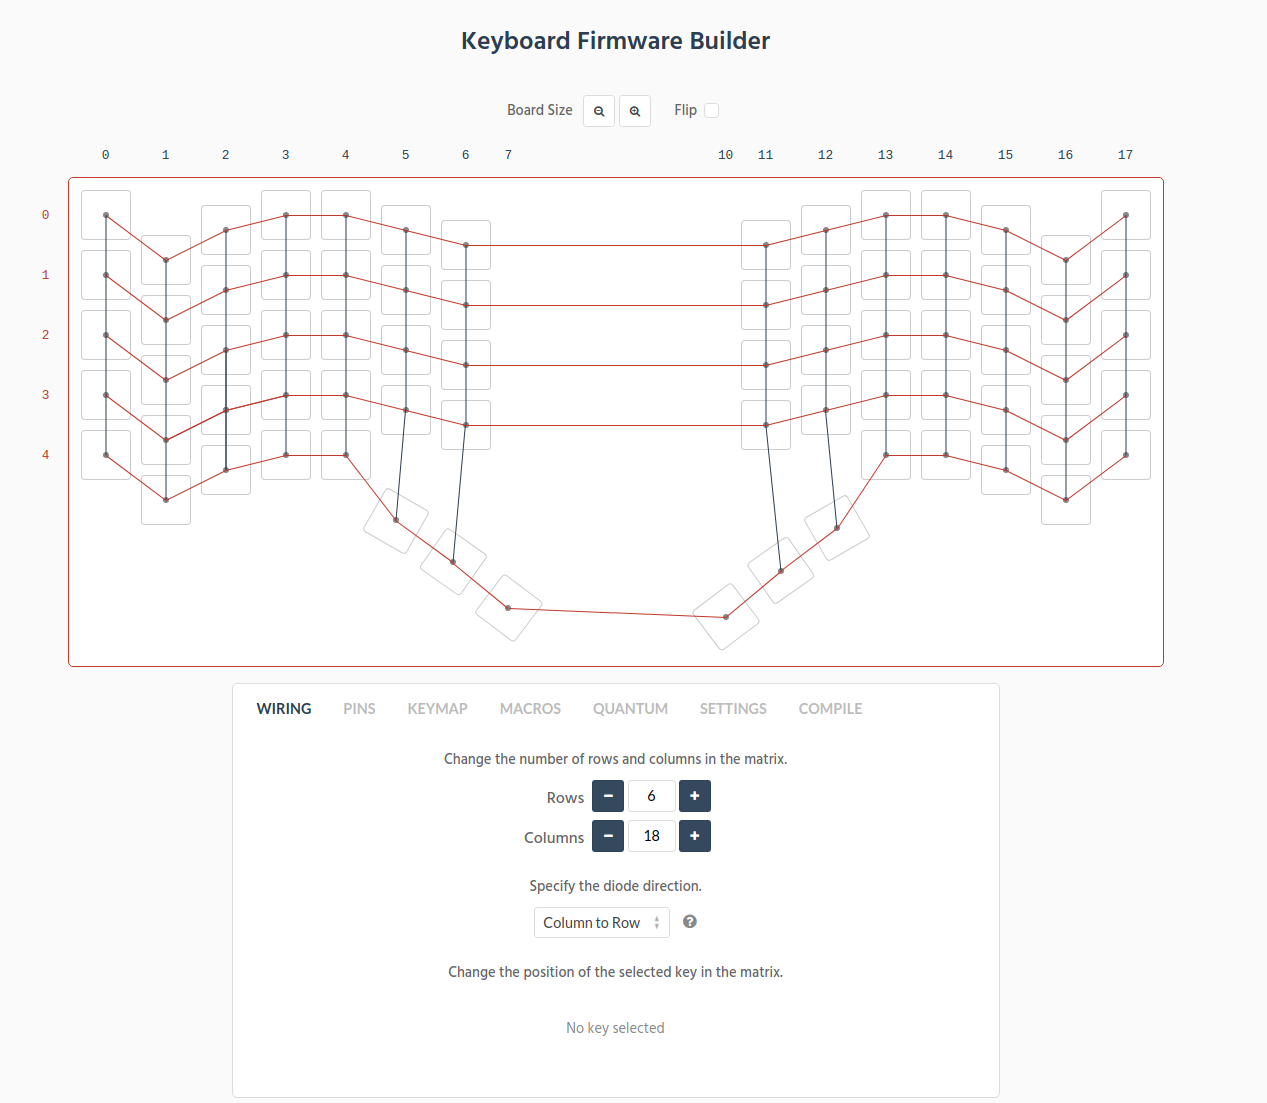 Keyboard Firmware Builder
Board Size Flip
0 1 2 3 4 5 6 7 10 11 12 13 14 15 16 17
0
1
2
3
4
WIRING PINS KEYMAP MACROS QUANTUM SETTINGS COMPILE
Change the number of rows and columns in the matrix.
Rows − 6 +
Columns − 18 +
Specify the diode direction.
Column to Row ?
Change the position of the selected key in the matrix.
No key selected